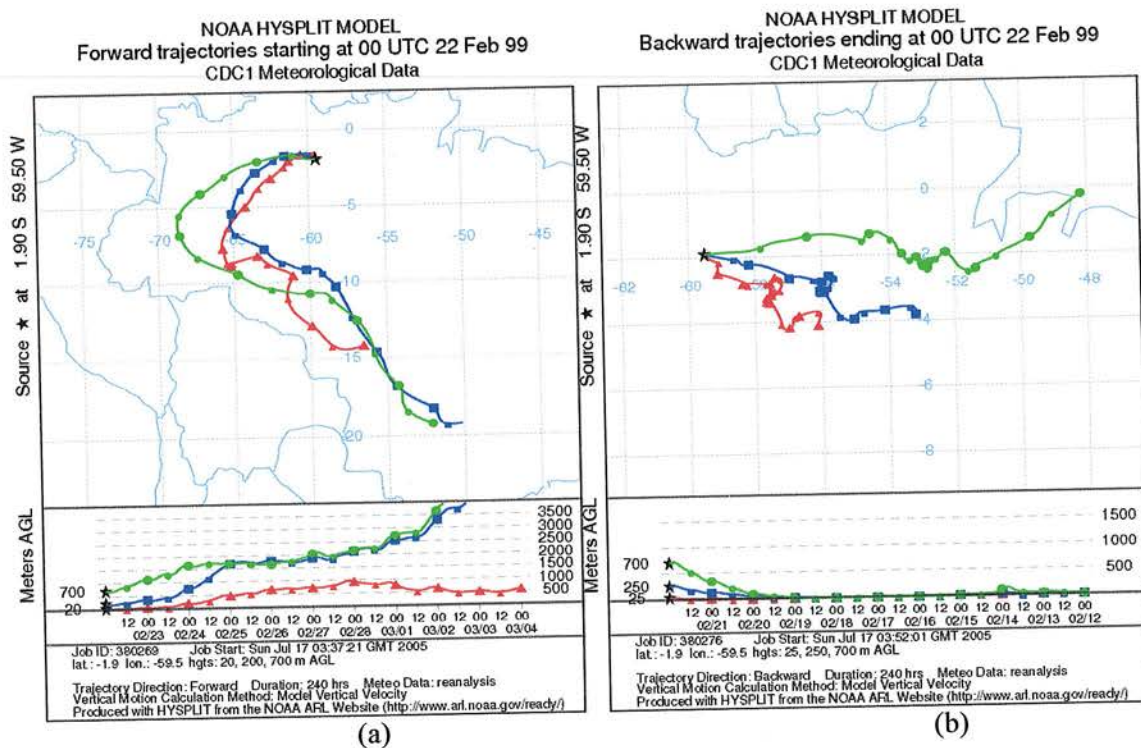 NOAA HYSPLIT MODEL
Forward trajectories starting at 00 UTC 22 Feb 99
CDC1 Meteorological Data
Source ★ at 1.90 S 59.50 W
0
-5
-75
-70
-65
-60
-55
-50
-45
-10
-15
-20
Meters AGL
700
20
3500
3000
2500
2000
1500
1000
500
12 00 12 00 12 00 12 00 12 00 12 00 12 00 12 00 12 00 12 00
02/23 02/24 02/25 02/26 02/27 02/28 03/01 03/02 03/03 03/04
Job ID: 380269 Job Start: Sun Jul 17 03:37:21 GMT 2005
lat.: -1.9 lon.: -59.5 hgts: 20, 200, 700 m AGL
Trajectory Direction: Forward Duration: 240 hrs Meteo Data: reanalysis
Vertical Motion Calculation Method: Model Vertical Velocity
Produced with HYSPLIT from the NOAA ARL Website (http://www.arl.noaa.gov/ready/)
(a)
NOAA HYSPLIT MODEL
Backward trajectories ending at 00 UTC 22 Feb 99
CDC1 Meteorological Data
Source ★ at 1.90 S 59.50 W
2
0
-2
-62
-60
-54
-52
-50
-48
-4
-6
-8
Meters AGL
700
250
25
1500
1000
500
12 00 12 00 12 00 12 00 12 00 12 00 12 00 12 00 12 00 12 00
02/21 02/20 02/19 02/18 02/17 02/16 02/15 02/14 02/13 02/12
Job ID: 380276 Job Start: Sun Jul 17 03:52:01 GMT 2005
lat.: -1.9 lon.: -59.5 hgts: 25, 250, 700 m AGL
Trajectory Direction: Backward Duration: 240 hrs Meteo Data: reanalysis
Vertical Motion Calculation Method: Model Vertical Velocity
Produced with HYSPLIT from the NOAA ARL Website (http://www.arl.noaa.gov/ready/)
(b)